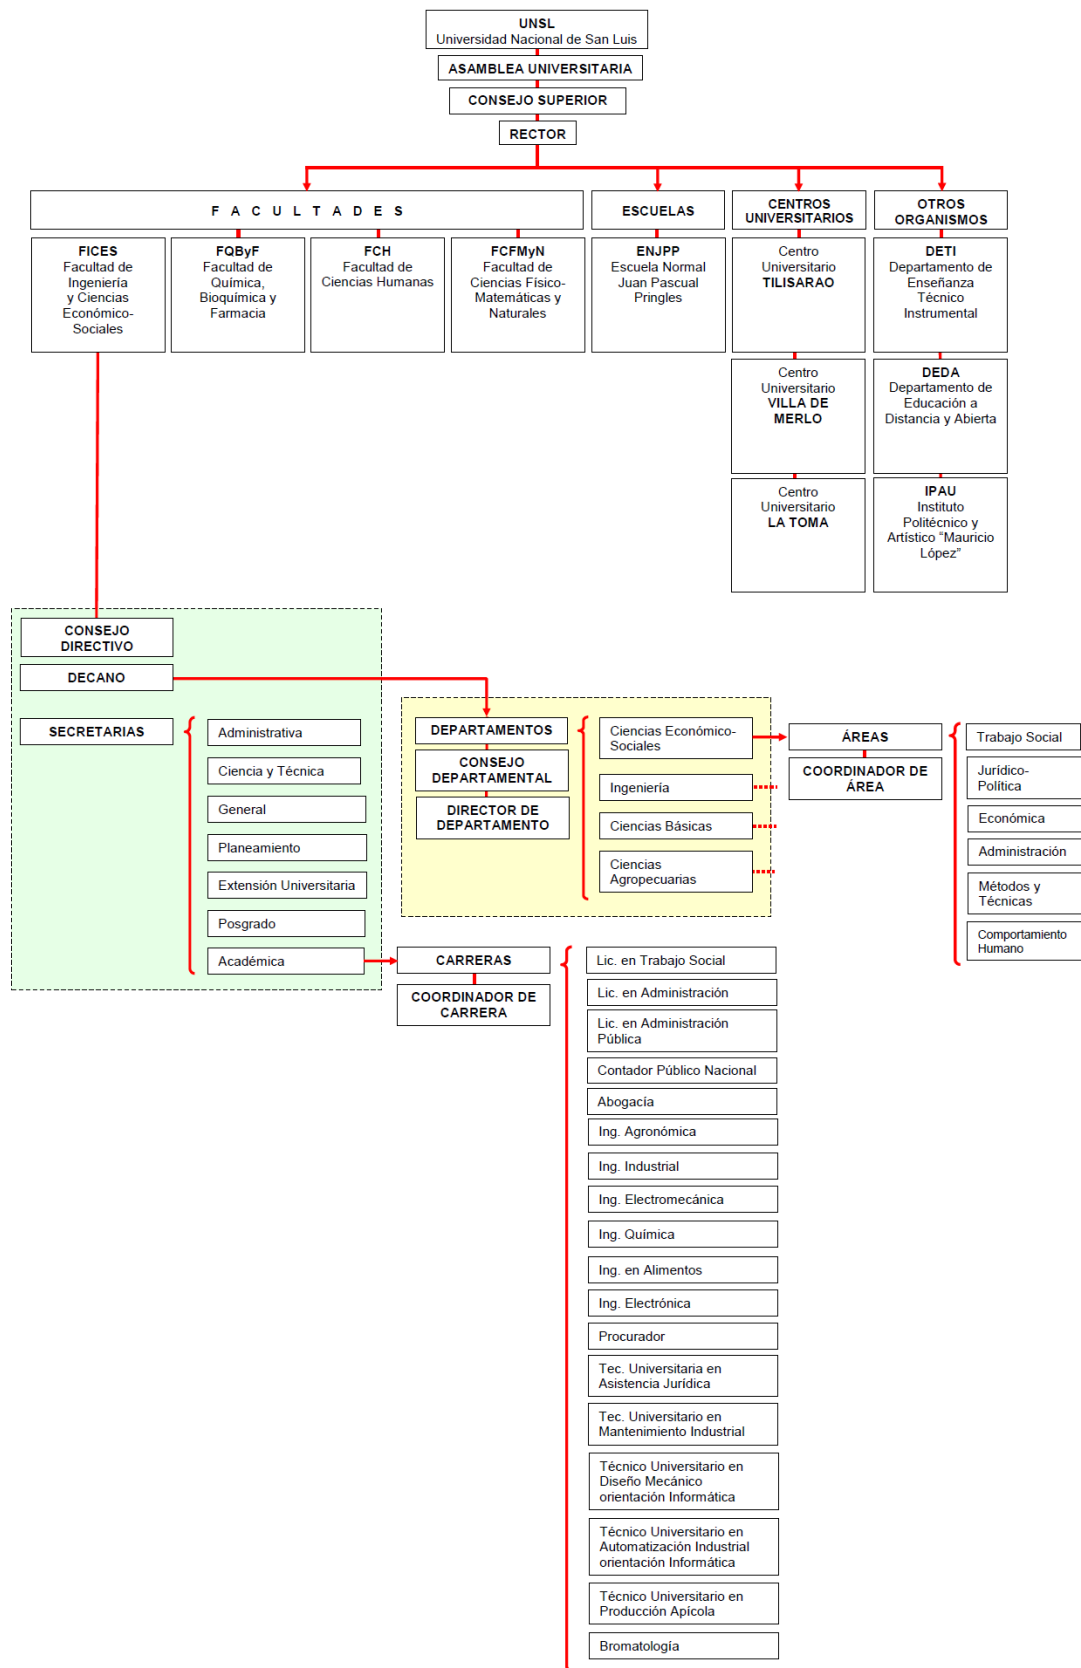 UNSL
Universidad Nacional de San Luis
ASAMBLEA UNIVERSITARIA
CONSEJO SUPERIOR
RECTOR
F A C U L T A D E S
ESCUELAS
CENTROS
UNIVERSITARIOS
OTROS
ORGANISMOS
FICES
Facultad de
Ingeniería
y Ciencias
Económico-
Sociales
FQByF
Facultad de
Química,
Bioquímica y
Farmacia
FCH
Facultad de
Ciencias Humanas
FCFMyN
Facultad de
Ciencias Físico-
Matemáticas y
Naturales
ENJPP
Escuela Normal
Juan Pascual
Pringles
Centro
Universitario
TILISARAO
DETI
Departamento de
Enseñanza
Técnico
Instrumental
Centro
Universitario
VILLA DE
MERLO
DEDA
Departamento de
Educación a
Distancia y Abierta
Centro
Universitario
LA TOMA
IPAU
Instituto
Politécnico y
Artístico “Mauricio
López”
CONSEJO
DIRECTIVO
DECANO
SECRETARIAS
Administrativa
Ciencia y Técnica
General
Planeamiento
Extensión Universitaria
Posgrado
Académica
DEPARTAMENTOS
CONSEJO
DEPARTAMENTAL
DIRECTOR DE
DEPARTAMENTO
Ciencias Económico-
Sociales
Ingeniería
Ciencias Básicas
Ciencias
Agropecuarias
ÁREAS
COORDINADOR DE
ÁREA
Trabajo Social
Jurídico-
Política
Económica
Administración
Métodos y
Técnicas
Comportamiento
Humano
CARRERAS
COORDINADOR DE
CARRERA
Lic. en Trabajo Social
Lic. en Administración
Lic. en Administración
Pública
Contador Público Nacional
Abogacía
Ing. Agronómica
Ing. Industrial
Ing. Electromecánica
Ing. Química
Ing. en Alimentos
Ing. Electrónica
Procurador
Tec. Universitaria en
Asistencia Jurídica
Tec. Universitario en
Mantenimiento Industrial
Técnico Universitario en
Diseño Mecánico
orientación Informática
Técnico Universitario en
Automatización Industrial
orientación Informática
Técnico Universitario en
Producción Apícola
Bromatología